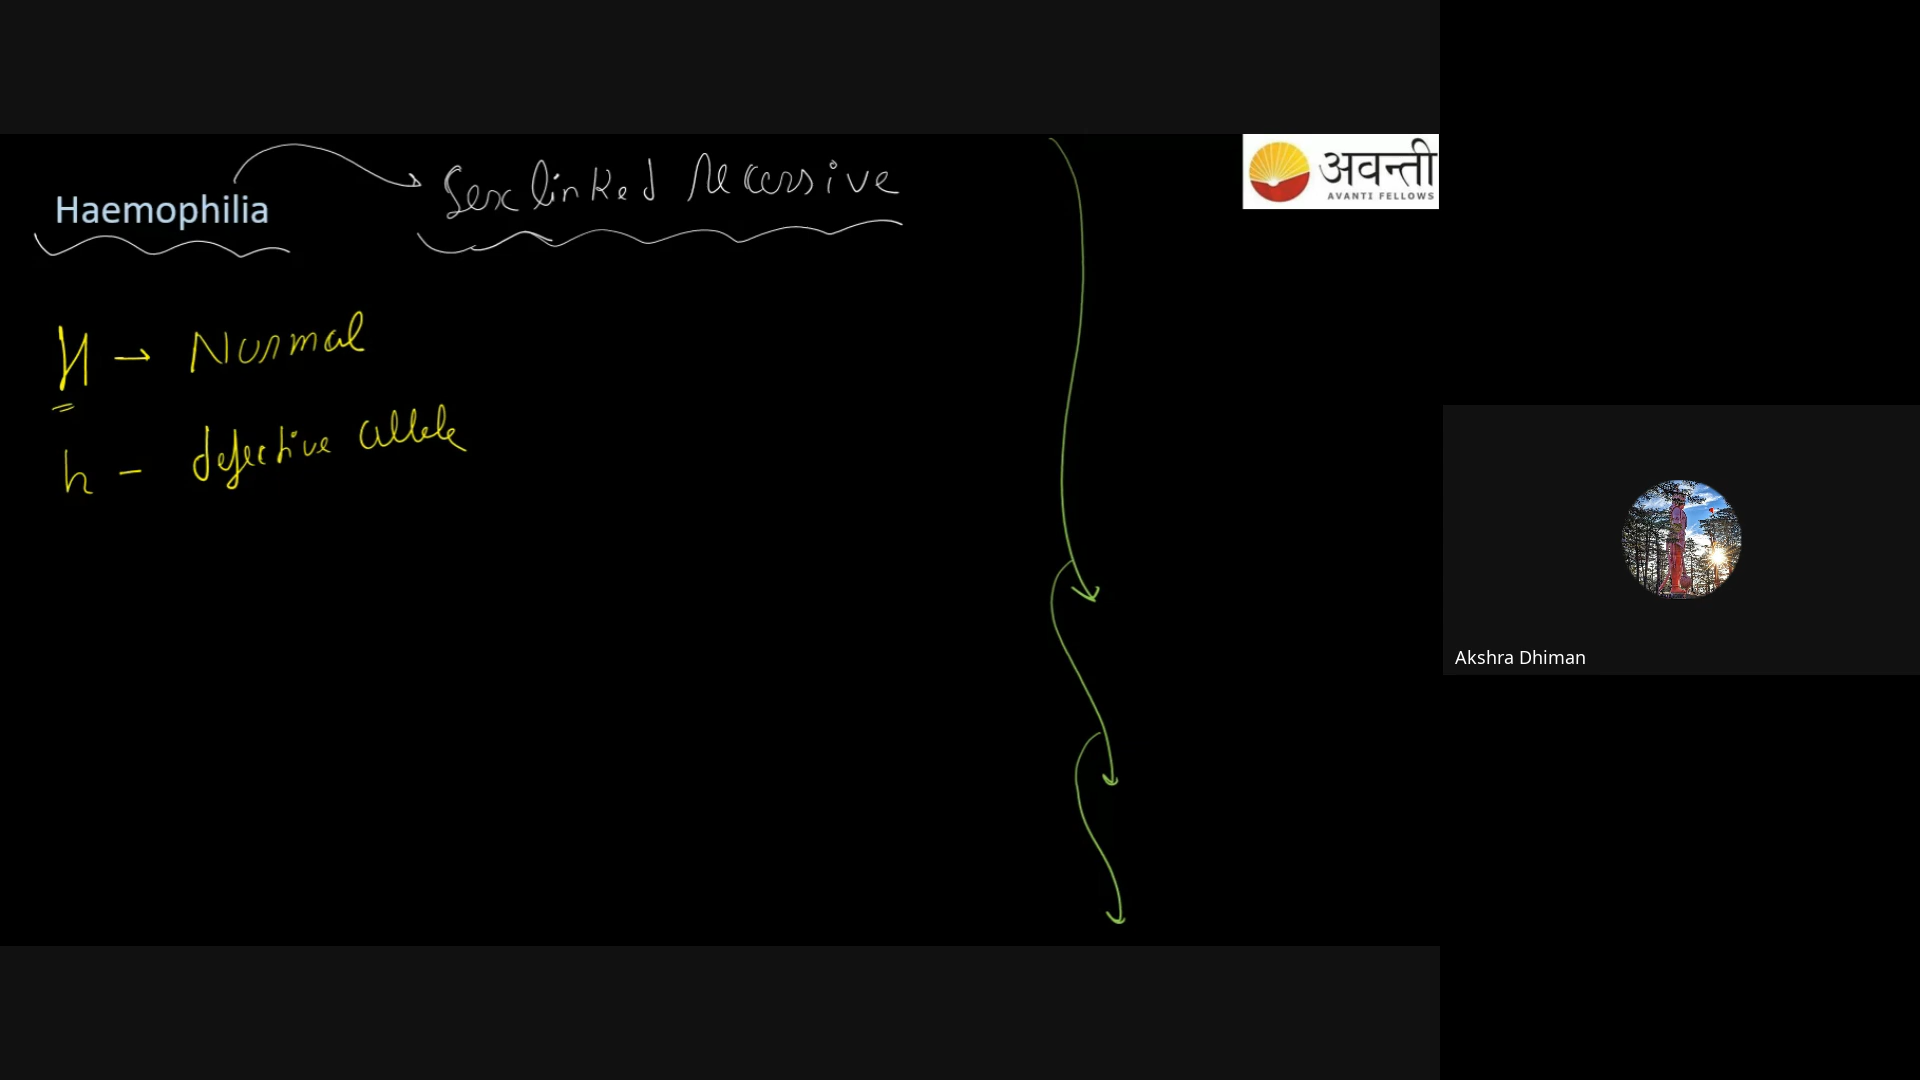 Haemophilia → Sex linked recessive
अवन्ती
AVANTI FELLOWS
H → Normal
h – defective allele
Akshra Dhiman